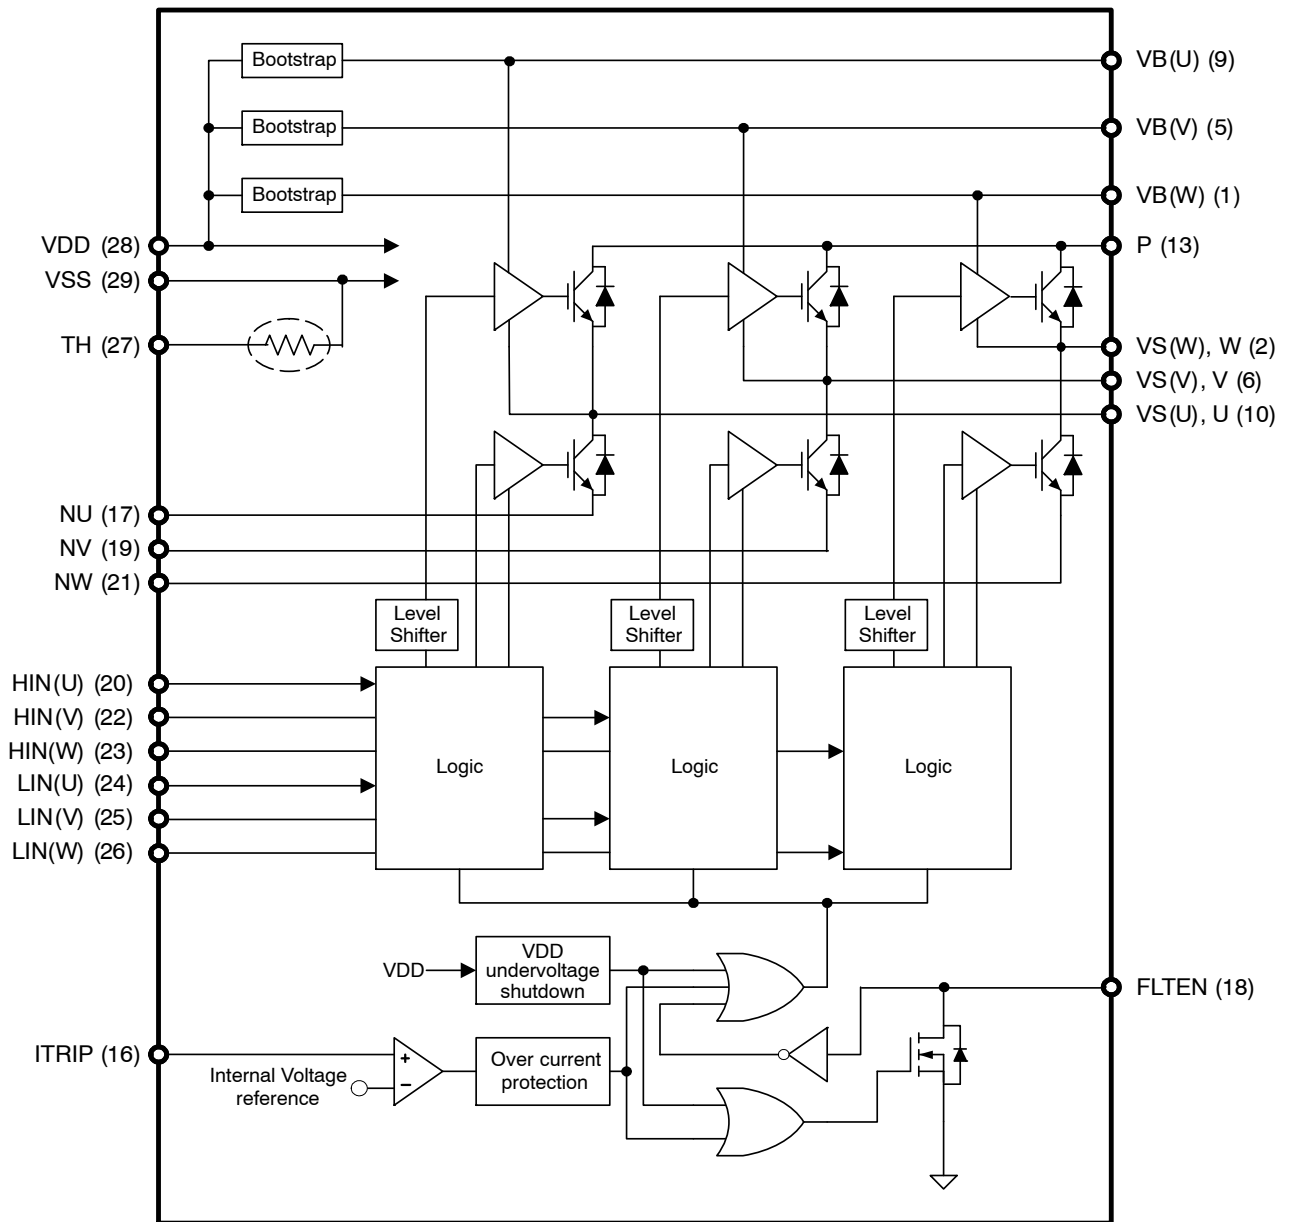 Bootstrap
VB(U) (9)
Bootstrap
VB(V) (5)
Bootstrap
VB(W) (1)
VDD (28)
P (13)
VSS (29)
TH (27)
VS(W), W (2)
VS(V), V (6)
VS(U), U (10)
NU (17)
NV (19)
NW (21)
Level
Shifter
Level
Shifter
Level
Shifter
HIN(U) (20)
HIN(V) (22)
HIN(W) (23)
LIN(U) (24)
LIN(V) (25)
LIN(W) (26)
Logic
Logic
Logic
VDD
VDD
undervoltage
shutdown
FLTEN (18)
ITRIP (16)
+
−
Internal Voltage
reference
Over current
protection